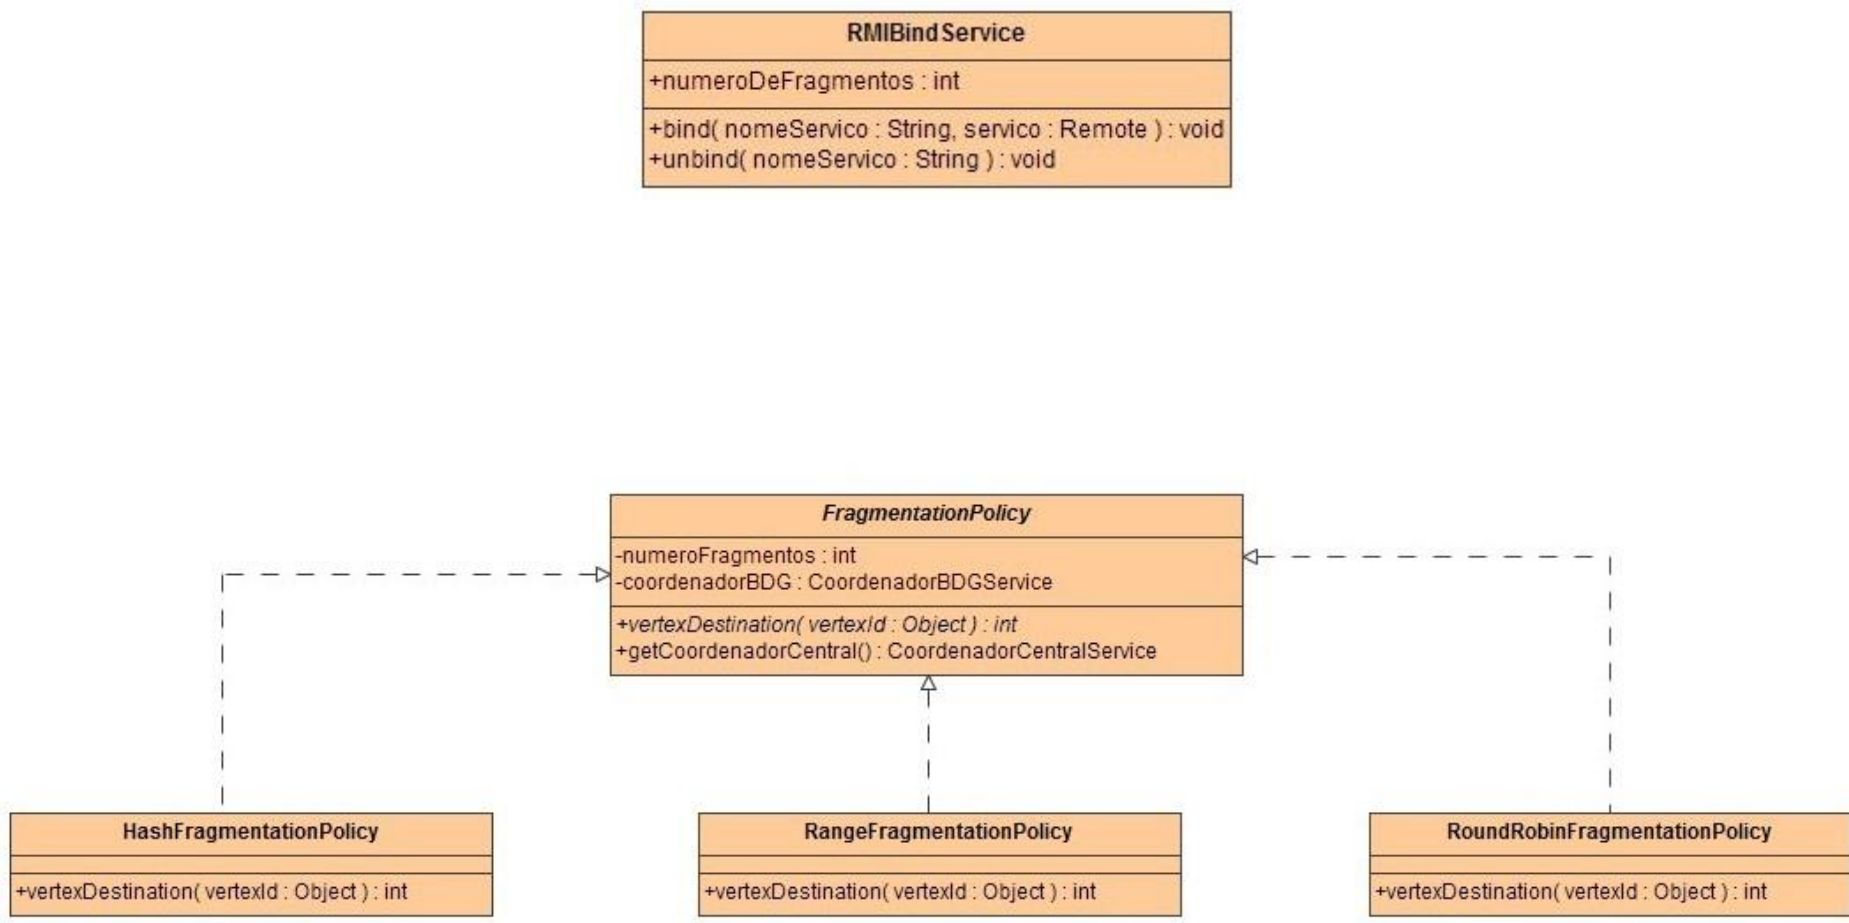 RMIBindService
+numeroDeFragmentos : int
+bind( nomeServico : String, servico : Remote ) : void
+unbind( nomeServico : String ) : void
FragmentationPolicy
-numeroFragmentos : int
-coordenadorBDG : CoordenadorBDGService
+vertexDestination( vertexId : Object ) : int
+getCoordenadorCentral() : CoordenadorCentralService
HashFragmentationPolicy
+vertexDestination( vertexId : Object ) : int
RangeFragmentationPolicy
+vertexDestination( vertexId : Object ) : int
RoundRobinFragmentationPolicy
+vertexDestination( vertexId : Object ) : int